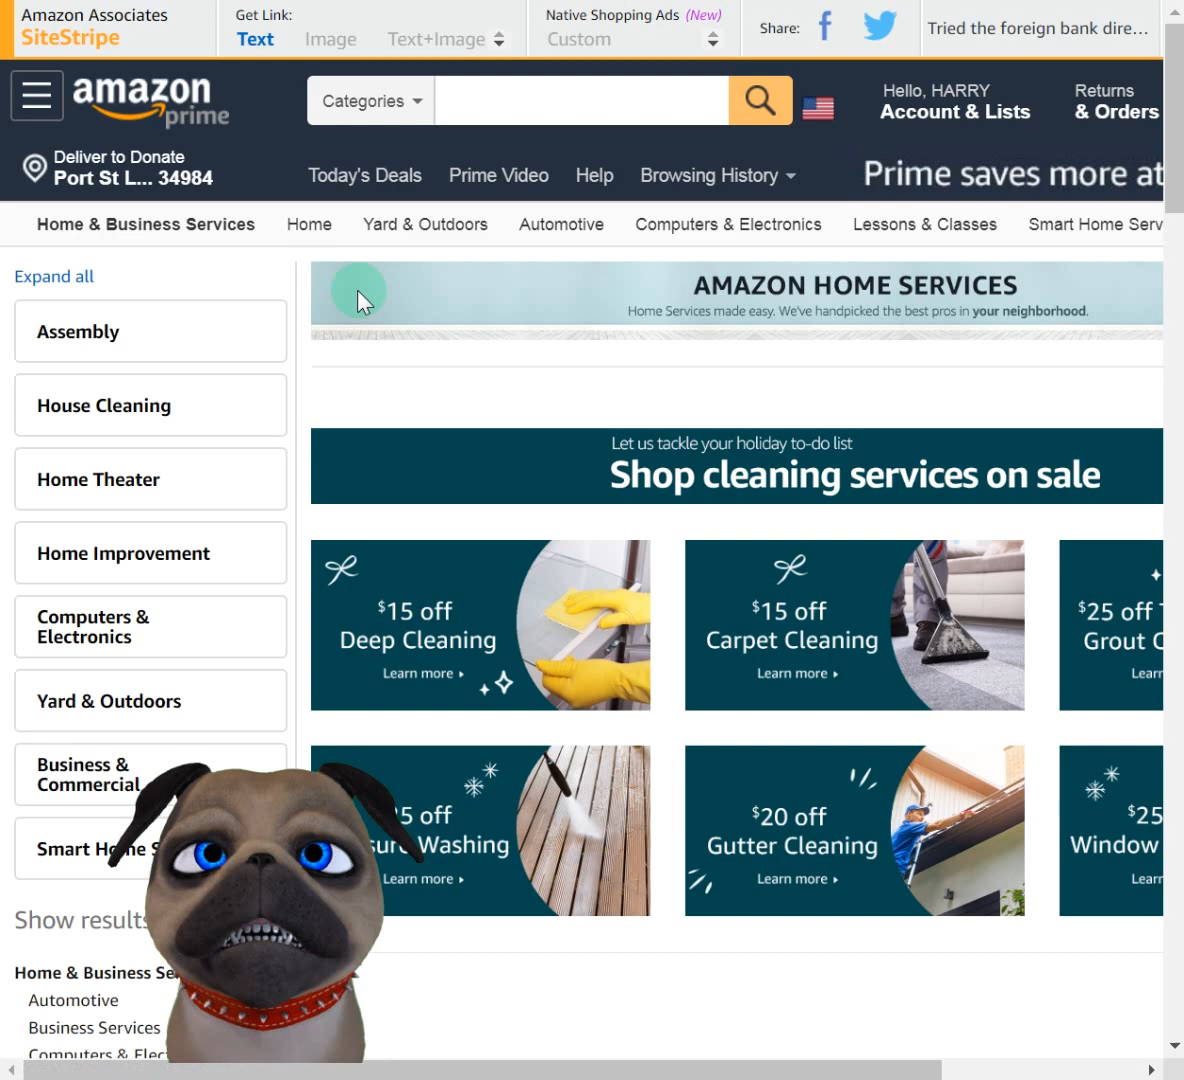 Amazon Associates
SiteStripe
Get Link:
Text Image Text+Image
Native Shopping Ads (New)
Custom
Share:
Tried the foreign bank dire...
amazon
prime
Categories
Hello, HARRY
Account & Lists
Returns
& Orders
Deliver to Donate
Port St L... 34984
Today's Deals Prime Video Help Browsing History
Prime saves more at
Home & Business Services Home Yard & Outdoors Automotive Computers & Electronics Lessons & Classes Smart Home Serv
Expand all
Assembly
House Cleaning
Home Theater
Home Improvement
Computers &
Electronics
Yard & Outdoors
Business &
Commercial
Smart Home S
Show results
Home & Business Se
Automotive
Business Services
Computers & Elec
AMAZON HOME SERVICES
Home Services made easy. We've handpicked the best pros in your neighborhood.
Let us tackle your holiday to-do list
Shop cleaning services on sale
$15 off
Deep Cleaning
Learn more
$15 off
Carpet Cleaning
Learn more
$25 off
Grout C
Lear
5 off
sure Washing
Learn more
$20 off
Gutter Cleaning
Learn more
$25
Window
Lear